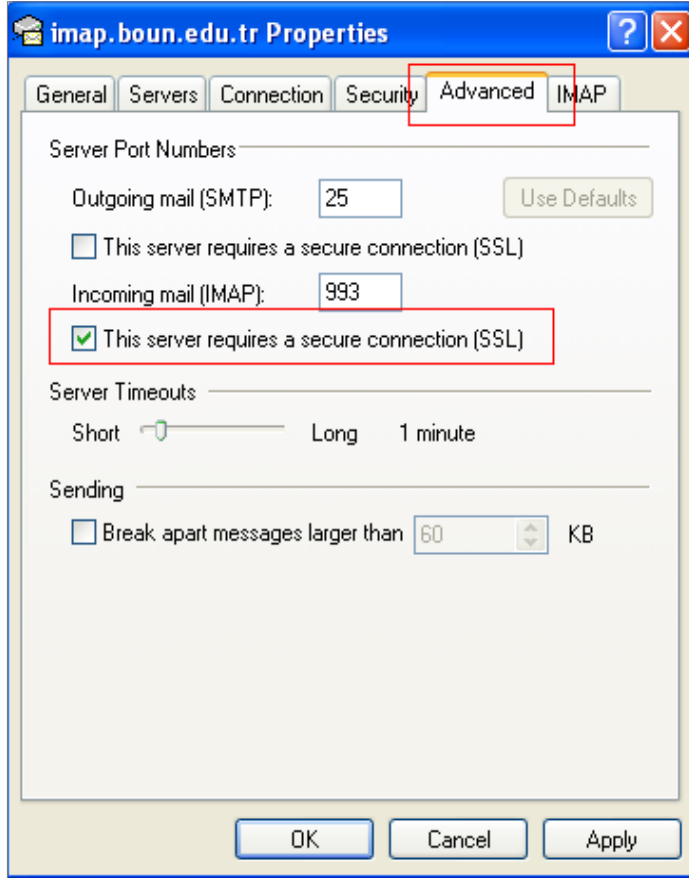 imap.boun.edu.tr Properties
General Servers Connection Security Advanced IMAP
Server Port Numbers
Outgoing mail (SMTP): 25 Use Defaults
This server requires a secure connection (SSL)
Incoming mail (IMAP): 993
This server requires a secure connection (SSL)
Server Timeouts
Short Long 1 minute
Sending
Break apart messages larger than 60 KB
OK Cancel Apply